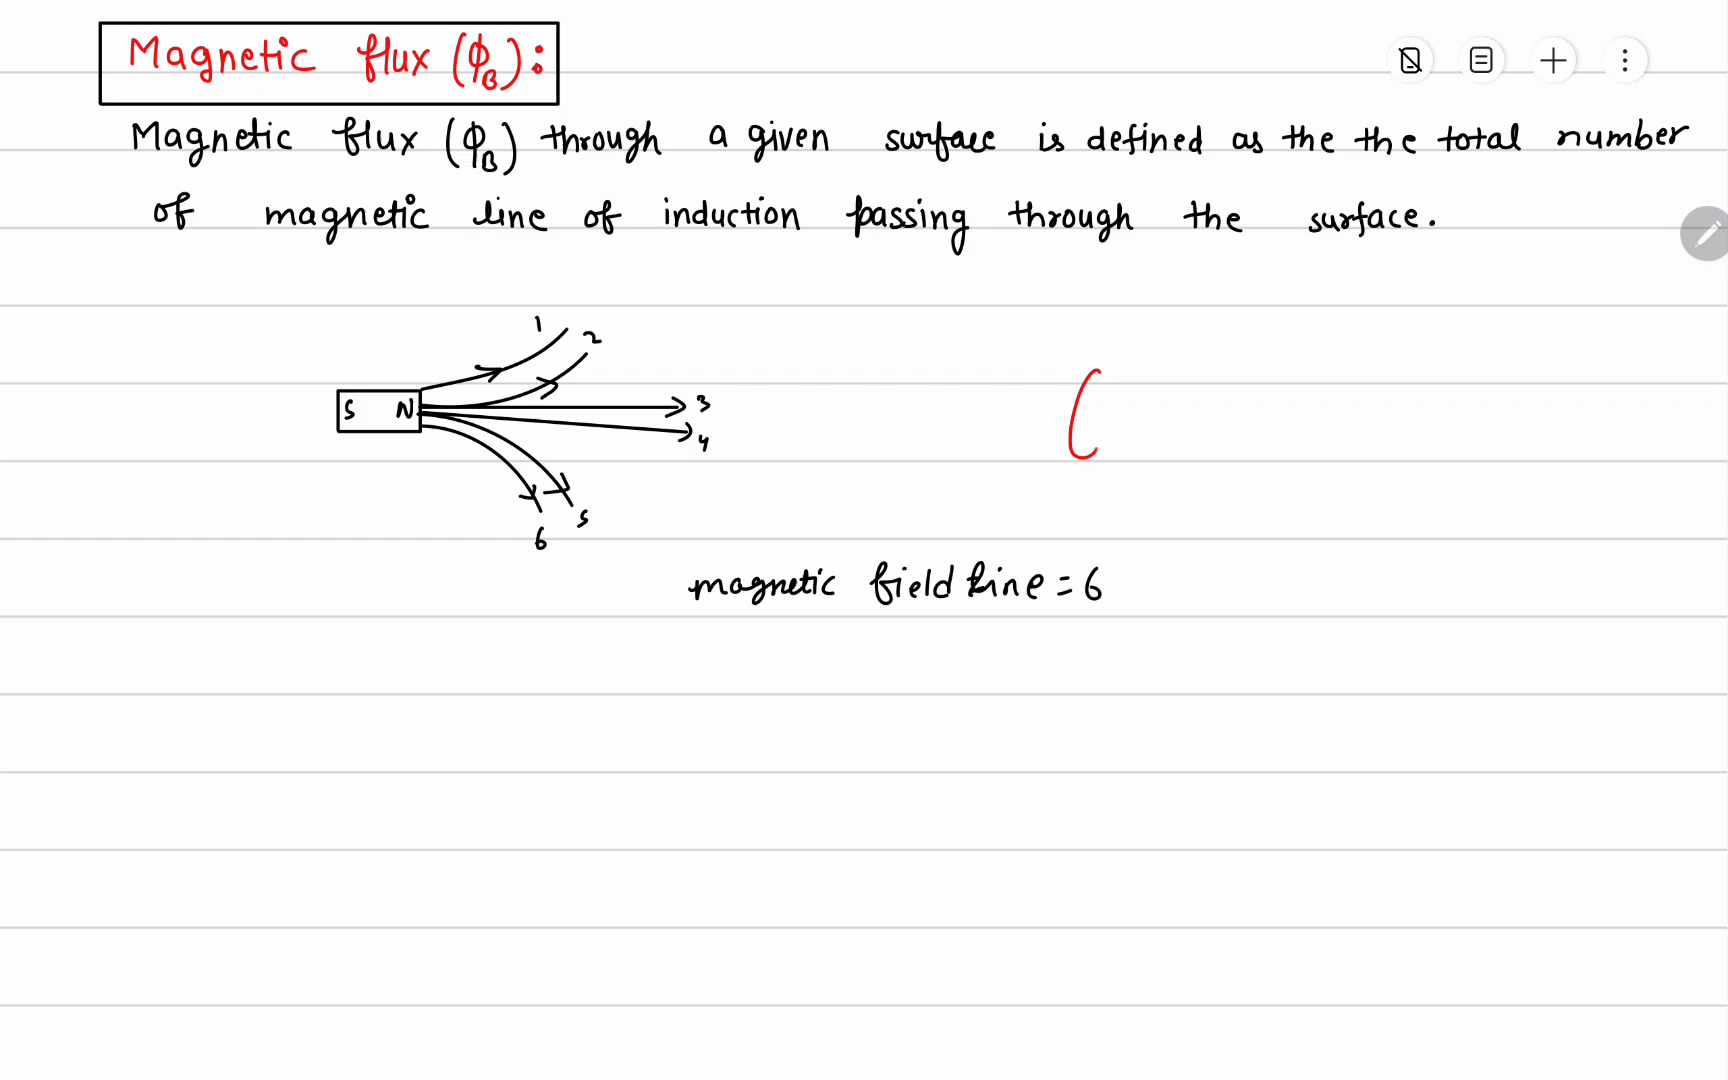 Magnetic flux (ϕB):
Magnetic flux (ϕB) through a given surface is defined as the the total number
of magnetic line of induction passing through the surface.
1
2
S N
3
4
5
6
magnetic field line = 6